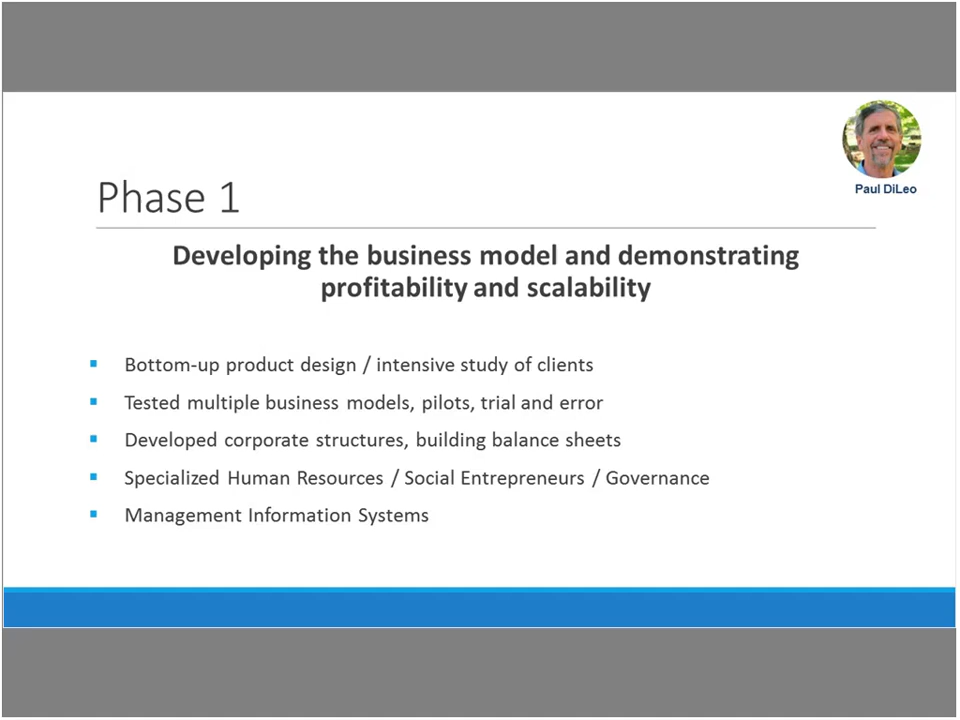 Paul DiLeo
Phase 1
Developing the business model and demonstrating
profitability and scalability
Bottom-up product design / intensive study of clients
Tested multiple business models, pilots, trial and error
Developed corporate structures, building balance sheets
Specialized Human Resources / Social Entrepreneurs / Governance
Management Information Systems